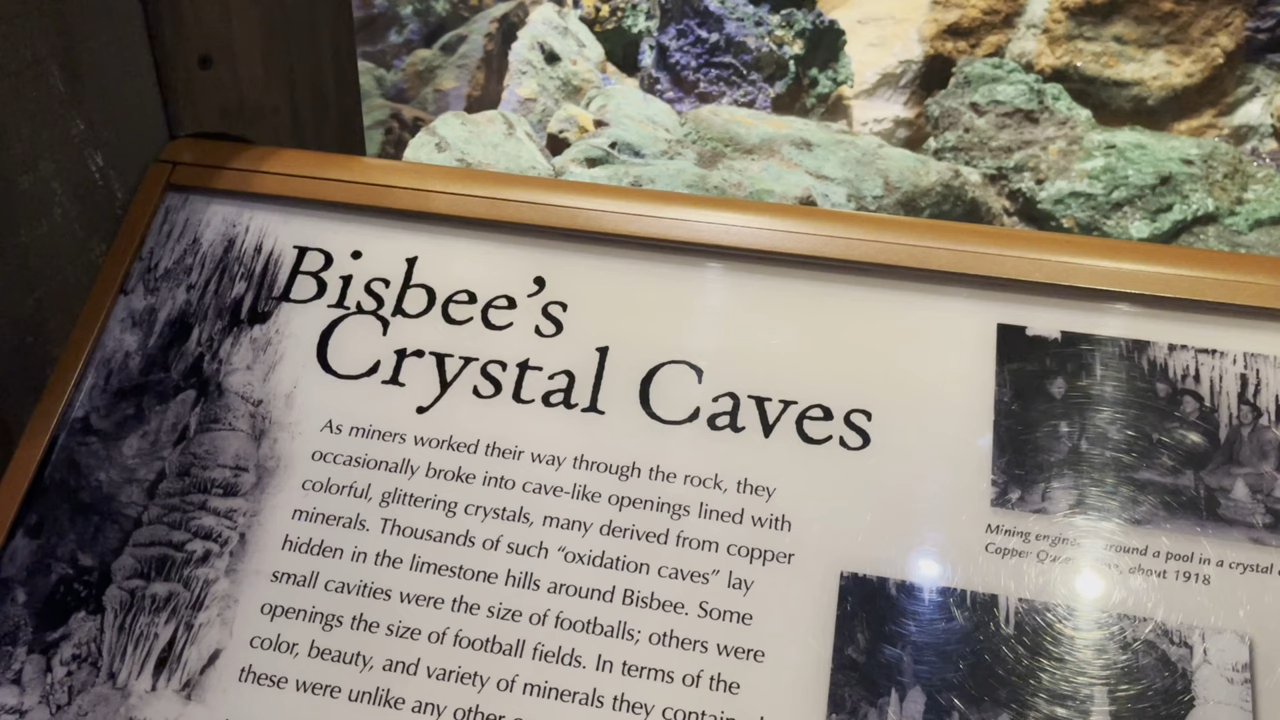 Bisbee's
Crystal Caves
As miners worked their way through the rock, they
occasionally broke into cave-like openings lined with
colorful, glittering crystals, many derived from copper
minerals. Thousands of such "oxidation caves" lay
hidden in the limestone hills around Bisbee. Some
small cavities were the size of footballs; others were
openings the size of football fields. In terms of the
color, beauty, and variety of minerals they
these were unlike any other
Mining around a pool in a crystal
Copper about 1918